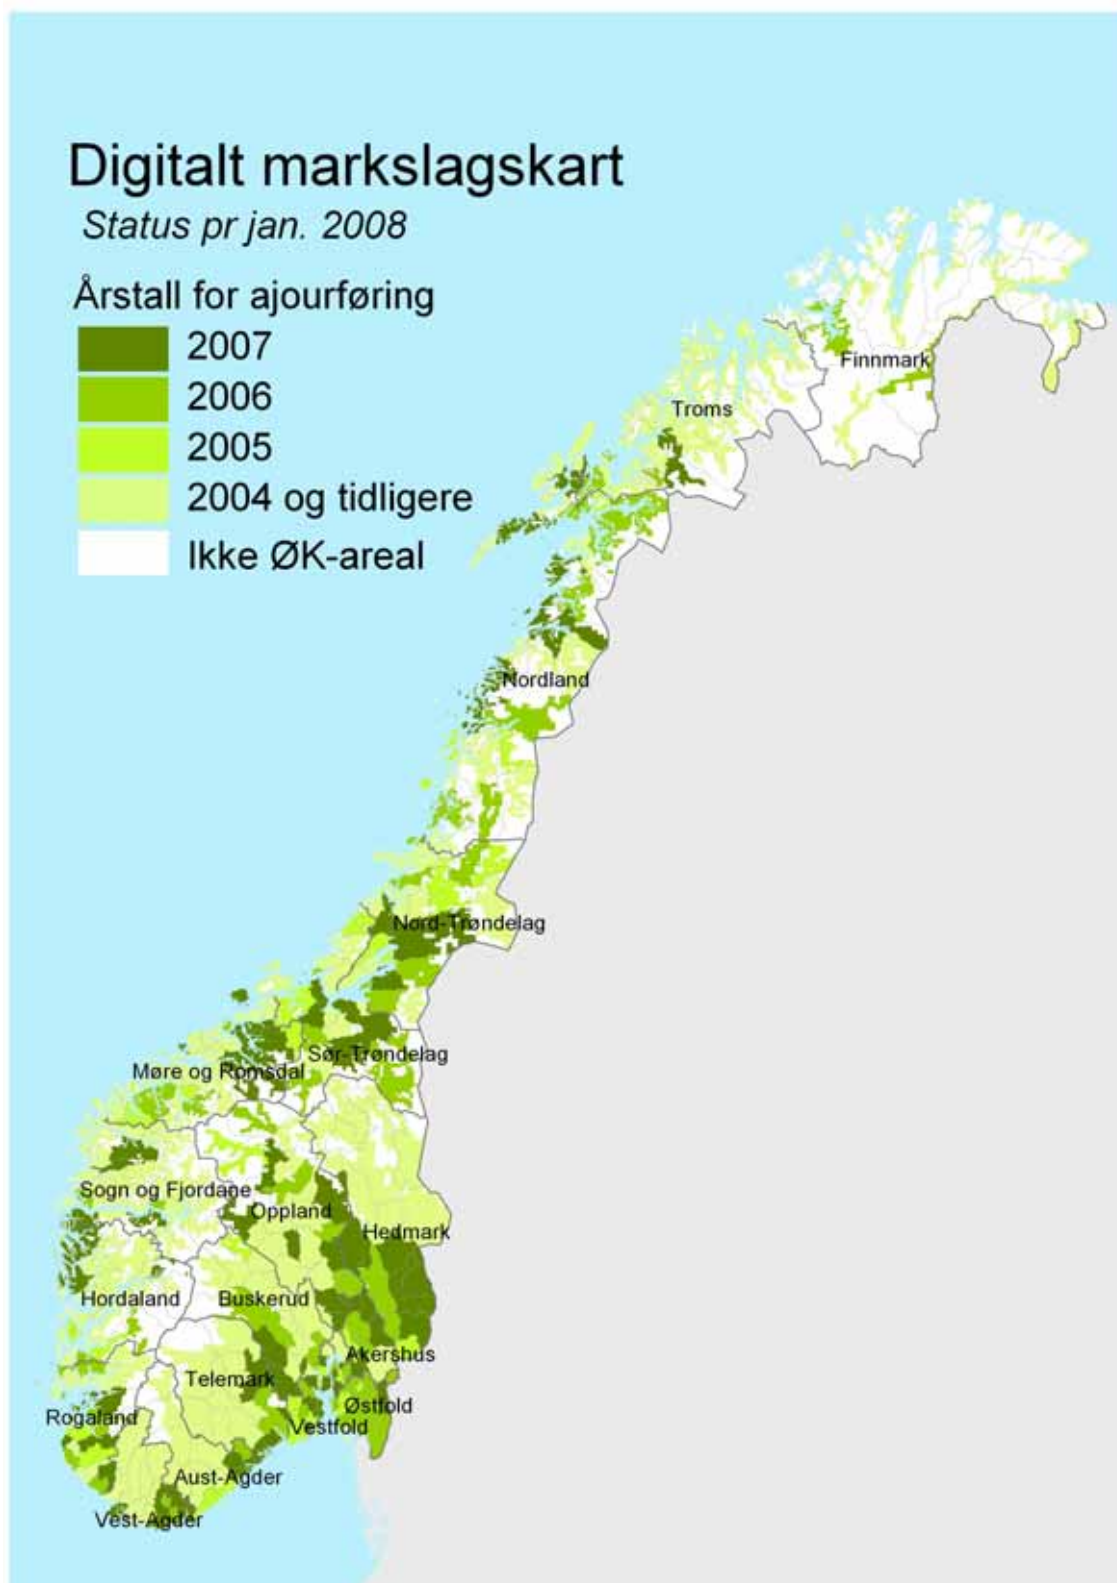 Digitalt markslagskart
Status pr jan. 2008
Årstall for ajourføring
2007
2006
2005
2004 og tidligere
Ikke ØK-areal
Finnmark
Troms
Nordland
Nord-Trøndelag
Sør-Trøndelag
Møre og Romsdal
Sogn og Fjordane
Oppland
Hedmark
Hordaland
Buskerud
Akershus
Telemark
Østfold
Rogaland
Vestfold
Aust-Agder
Vest-Agder